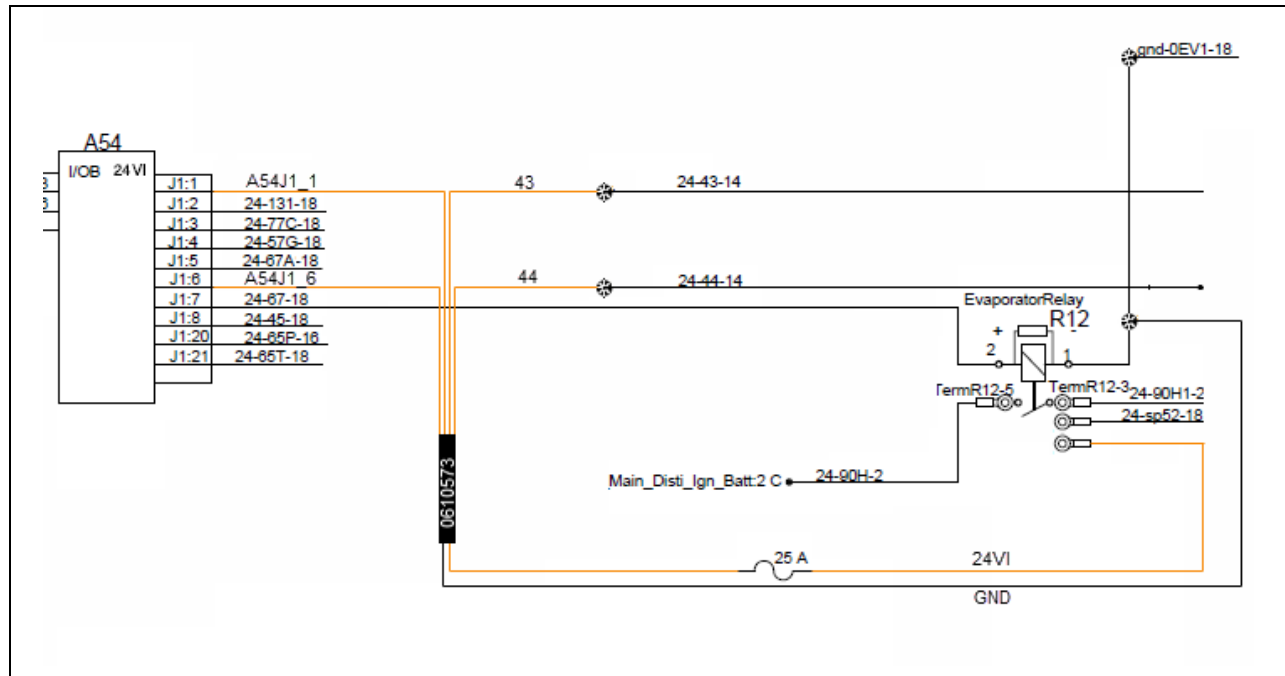 gnd-0EV1-18
A54
I/OB 24 VI
3
6
J1:1 A54J1_1
J1:2 24-131-18
J1:3 24-77C-18
J1:4 24-57G-18
J1:5 24-67A-18
J1:6 A54J1_6
J1:7 24-67-18
J1:8 24-45-18
J1:20 24-65P-16
J1:21 24-65T-18
43 24-43-14
44 24-44-14
EvaporatorRelay
R12
+ -
2 1
TermR12-5
TermR12-3
24-90H1-2
24-sp52-18
Main_Disti_Ign_Batt:2 C
24-90H-2
0610573
25 A
24VI
GND